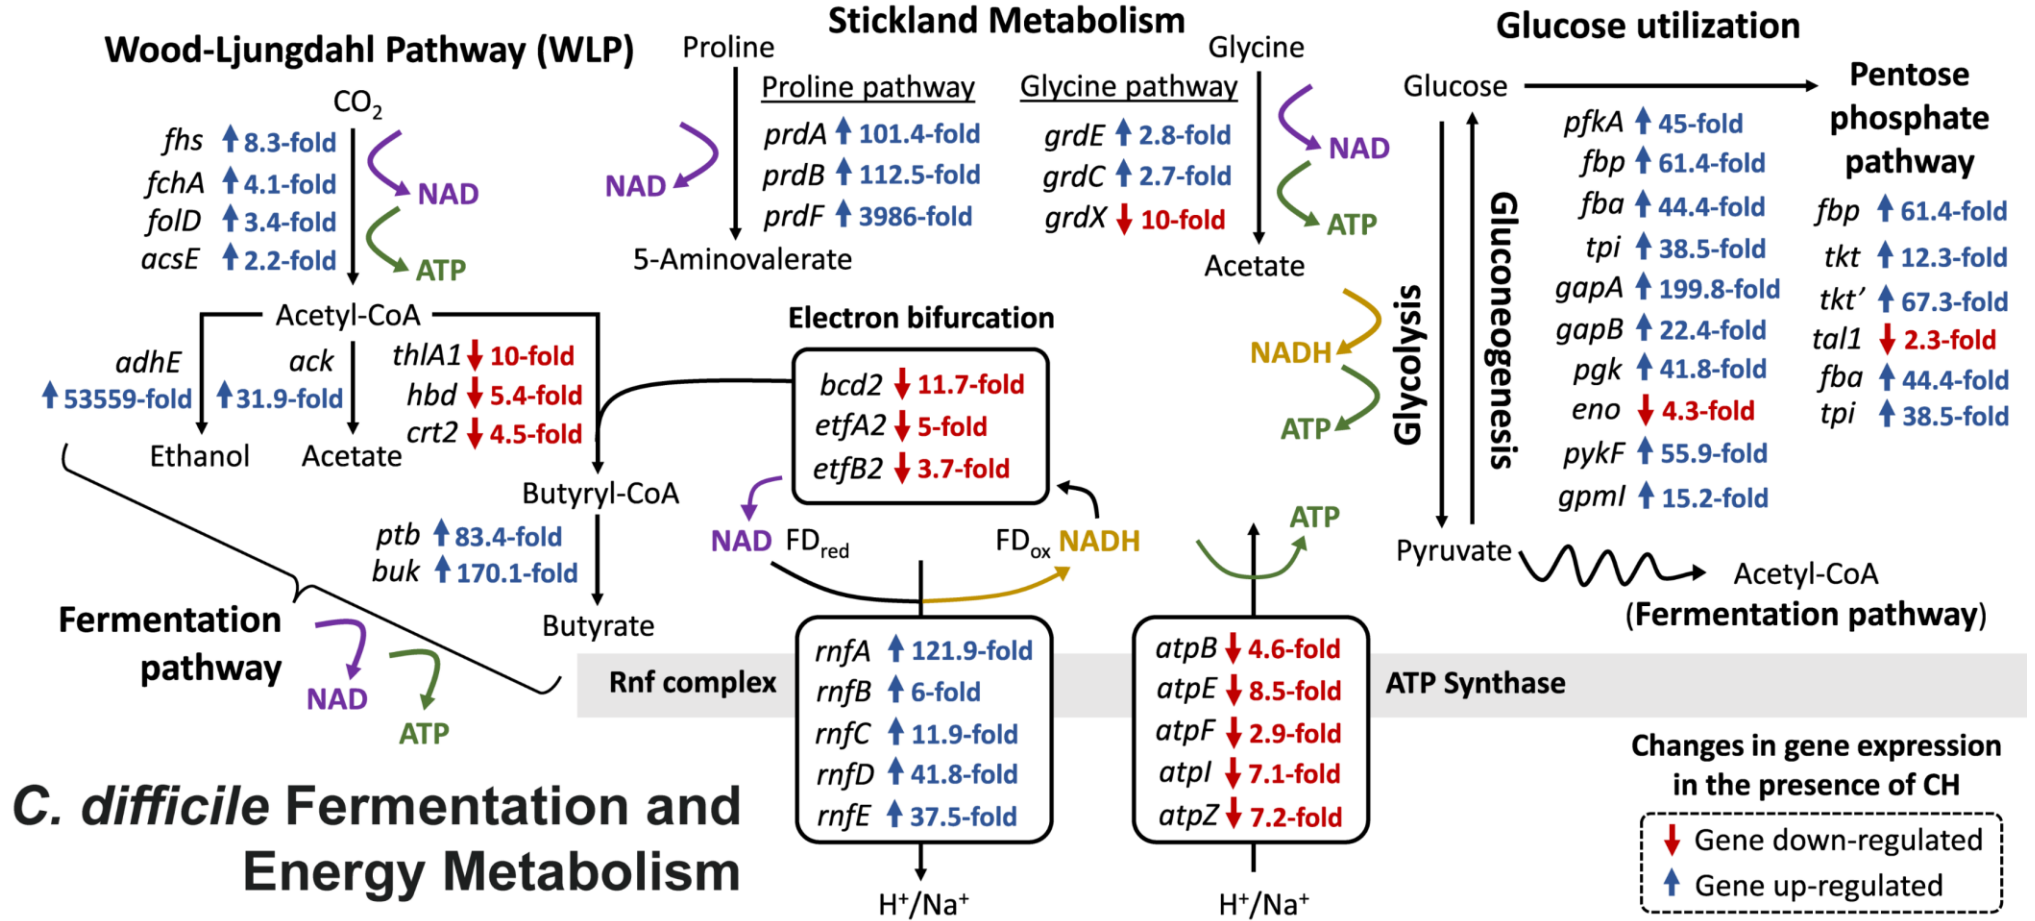 Wood-Ljungdahl Pathway (WLP)
CO2
fhs 8.3-fold
fchA 4.1-fold
folD 3.4-fold
acsE 2.2-fold
NAD
ATP
Acetyl-CoA
adhE
53559-fold
ack
31.9-fold
thlA1 10-fold
hbd 5.4-fold
crt2 4.5-fold
Ethanol
Acetate
Butyryl-CoA
ptb 83.4-fold
buk 170.1-fold
Butyrate
Fermentation
pathway
NAD
ATP
Stickland Metabolism
Proline
Proline pathway
prdA 101.4-fold
prdB 112.5-fold
prdF 3986-fold
NAD
5-Aminovalerate
Glycine
Glycine pathway
grdE 2.8-fold
grdC 2.7-fold
grdX 10-fold
NAD
ATP
Acetate
NADH
ATP
Electron bifurcation
bcd2 11.7-fold
etfA2 5-fold
etfB2 3.7-fold
NAD FDred
FDox NADH
Rnf complex
rnfA 121.9-fold
rnfB 6-fold
rnfC 11.9-fold
rnfD 41.8-fold
rnfE 37.5-fold
H+/Na+
ATP
ATP Synthase
atpB 4.6-fold
atpE 8.5-fold
atpF 2.9-fold
atpI 7.1-fold
atpZ 7.2-fold
H+/Na+
Glucose utilization
Glucose
Glycolysis
Gluconeogenesis
pfkA 45-fold
fbp 61.4-fold
fba 44.4-fold
tpi 38.5-fold
gapA 199.8-fold
gapB 22.4-fold
pgk 41.8-fold
eno 4.3-fold
pykF 55.9-fold
gpmI 15.2-fold
Pentose
phosphate
pathway
fbp 61.4-fold
tkt 12.3-fold
tkt’ 67.3-fold
tal1 2.3-fold
fba 44.4-fold
tpi 38.5-fold
Pyruvate
Acetyl-CoA
(Fermentation pathway)
Changes in gene expression
in the presence of CH
Gene down-regulated
Gene up-regulated
C. difficile Fermentation and
Energy Metabolism